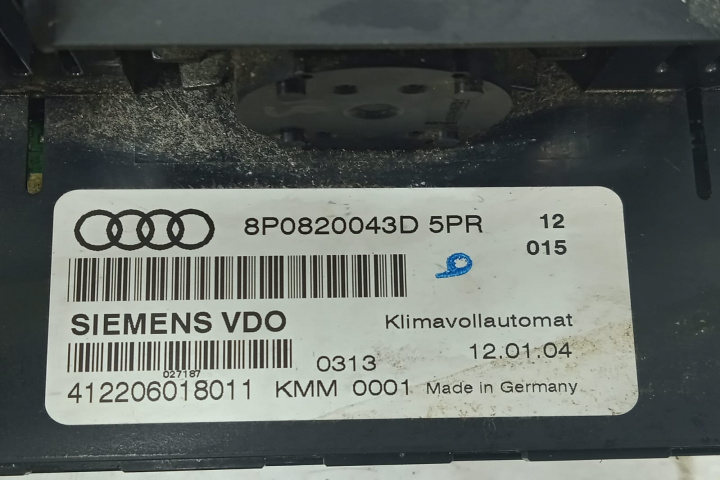 8P0820043D 5PR 12
015
SIEMENS VDO Klimavollautomat
027187 0313 12.01.04
412206018011 KMM 0001 Made in Germany